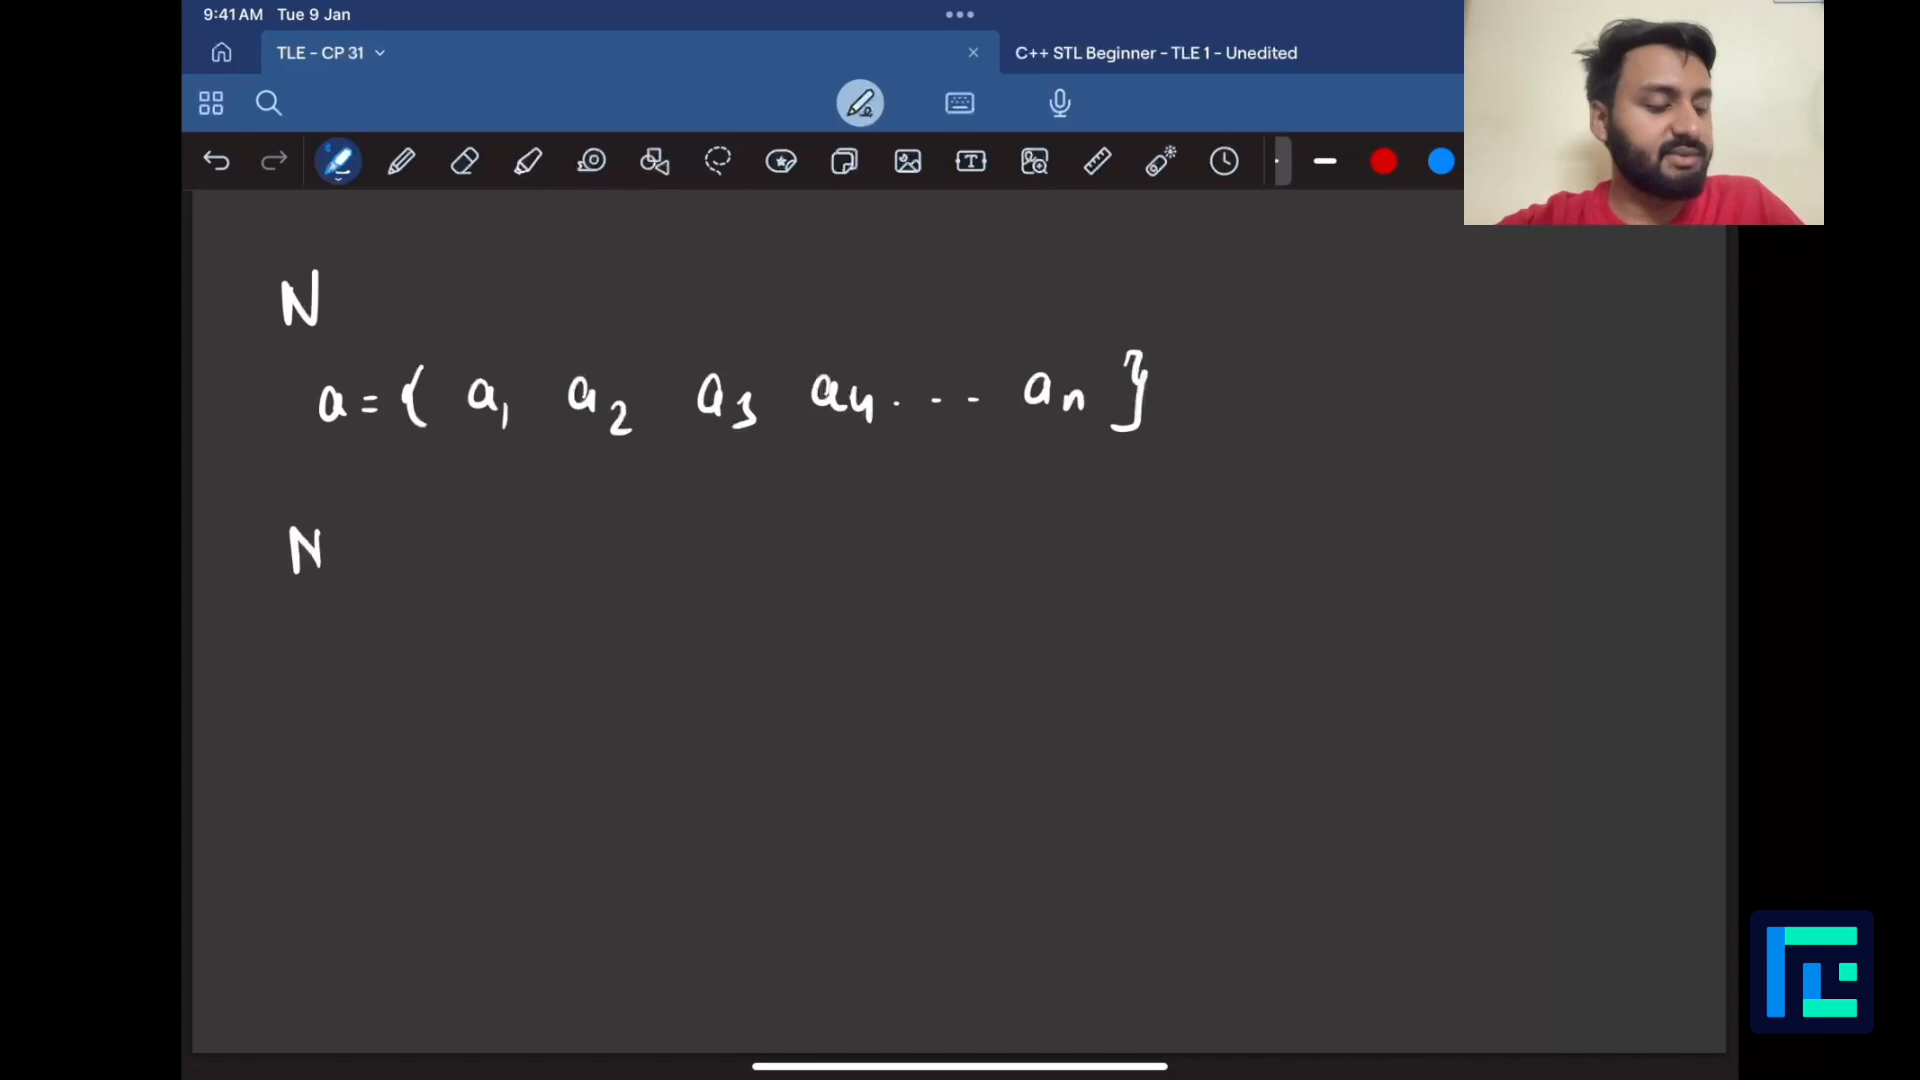 9:41 AM Tue 9 Jan
TLE - CP 31
C++ STL Beginner - TLE 1 - Unedited
N
a = { a1 a2 a3 a4 . - - - an }
N